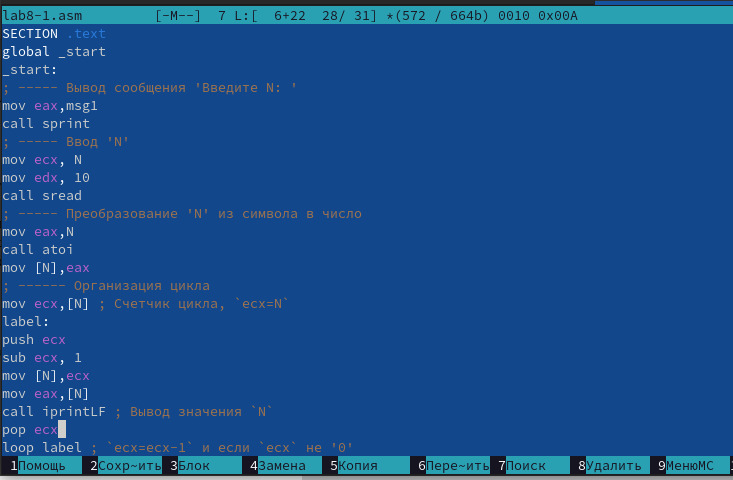 lab8-1.asm [-M--] 7 L:[ 6+22 28/ 31] *(572 / 664b) 0010 0x00A
SECTION .text
global _start
_start:
; ----- Вывод сообщения 'Введите N: '
mov eax,msg1
call sprint
; ----- Ввод 'N'
mov ecx, N
mov edx, 10
call sread
; ----- Преобразование 'N' из символа в число
mov eax,N
call atoi
mov [N],eax
; ------ Организация цикла
mov ecx,[N] ; Счетчик цикла, `ecx=N`
label:
push ecx
sub ecx, 1
mov [N],ecx
mov eax,[N]
call iprintLF ; Вывод значения `N`
pop ecx
loop label ; `ecx=ecx-1` и если `ecx` не '0'
1Помощь 2Сохр~ить 3Блок 4Замена 5Копия 6Пере~ить 7Поиск 8Удалить 9МенюMC